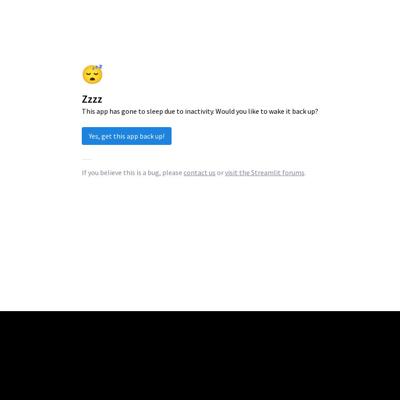 Zzzz
This app has gone to sleep due to inactivity. Would you like to wake it back up?
Yes, get this app back up!
If you believe this is a bug, please contact us or visit the Streamlit forums.